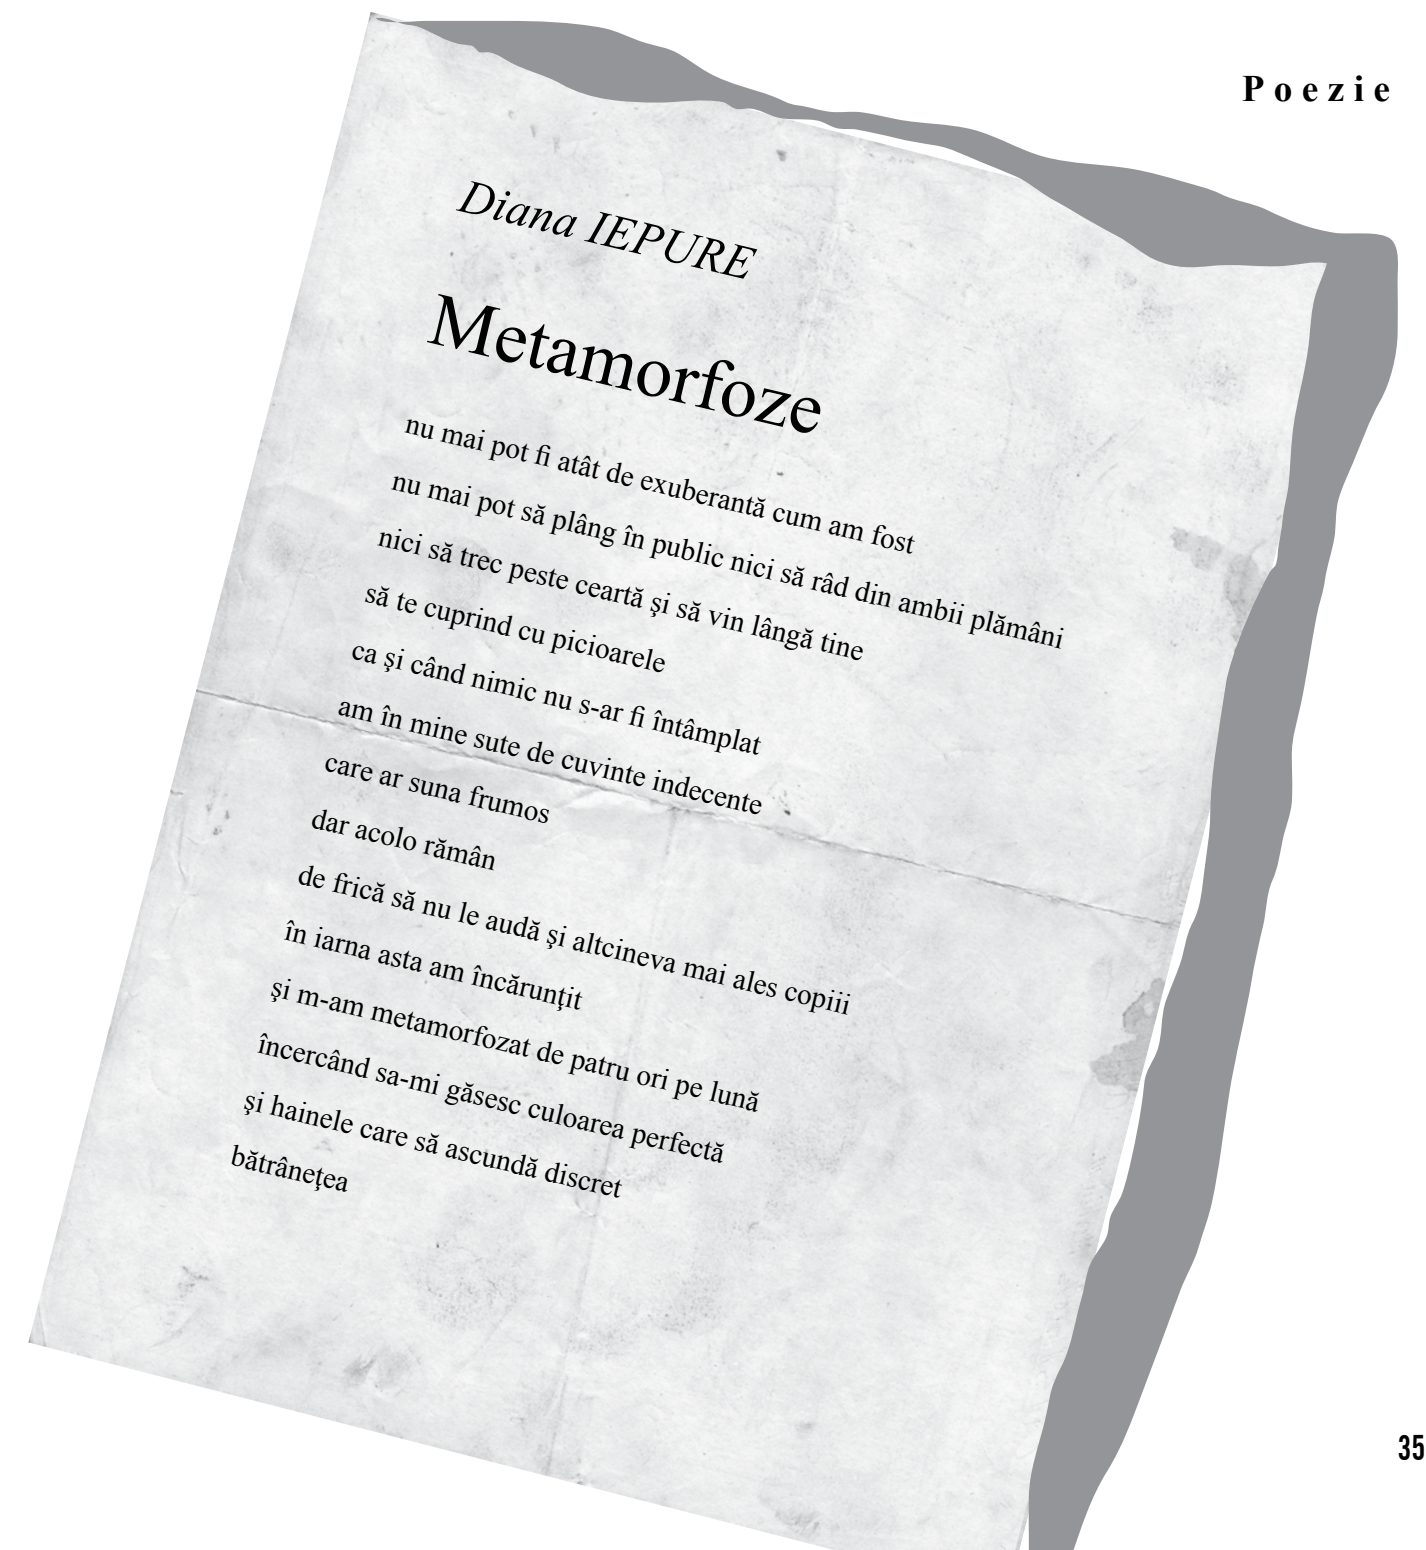 Poezie
Diana IEPURE
Metamorfoze
nu mai pot fi atât de exuberantă cum am fost
nu mai pot să plâng în public nici să râd din ambii plămâni
nici să trec peste ceartă şi să vin lângă tine
să te cuprind cu picioarele
ca şi când nimic nu s-ar fi întâmplat
am în mine sute de cuvinte indecente
care ar suna frumos
dar acolo rămân
de frică să nu le audă şi altcineva mai ales copiii
în iarna asta am încărunţit
şi m-am metamorfozat de patru ori pe lună
încercând sa-mi găsesc culoarea perfectă
şi hainele care să ascundă discret
bătrâneţea
35